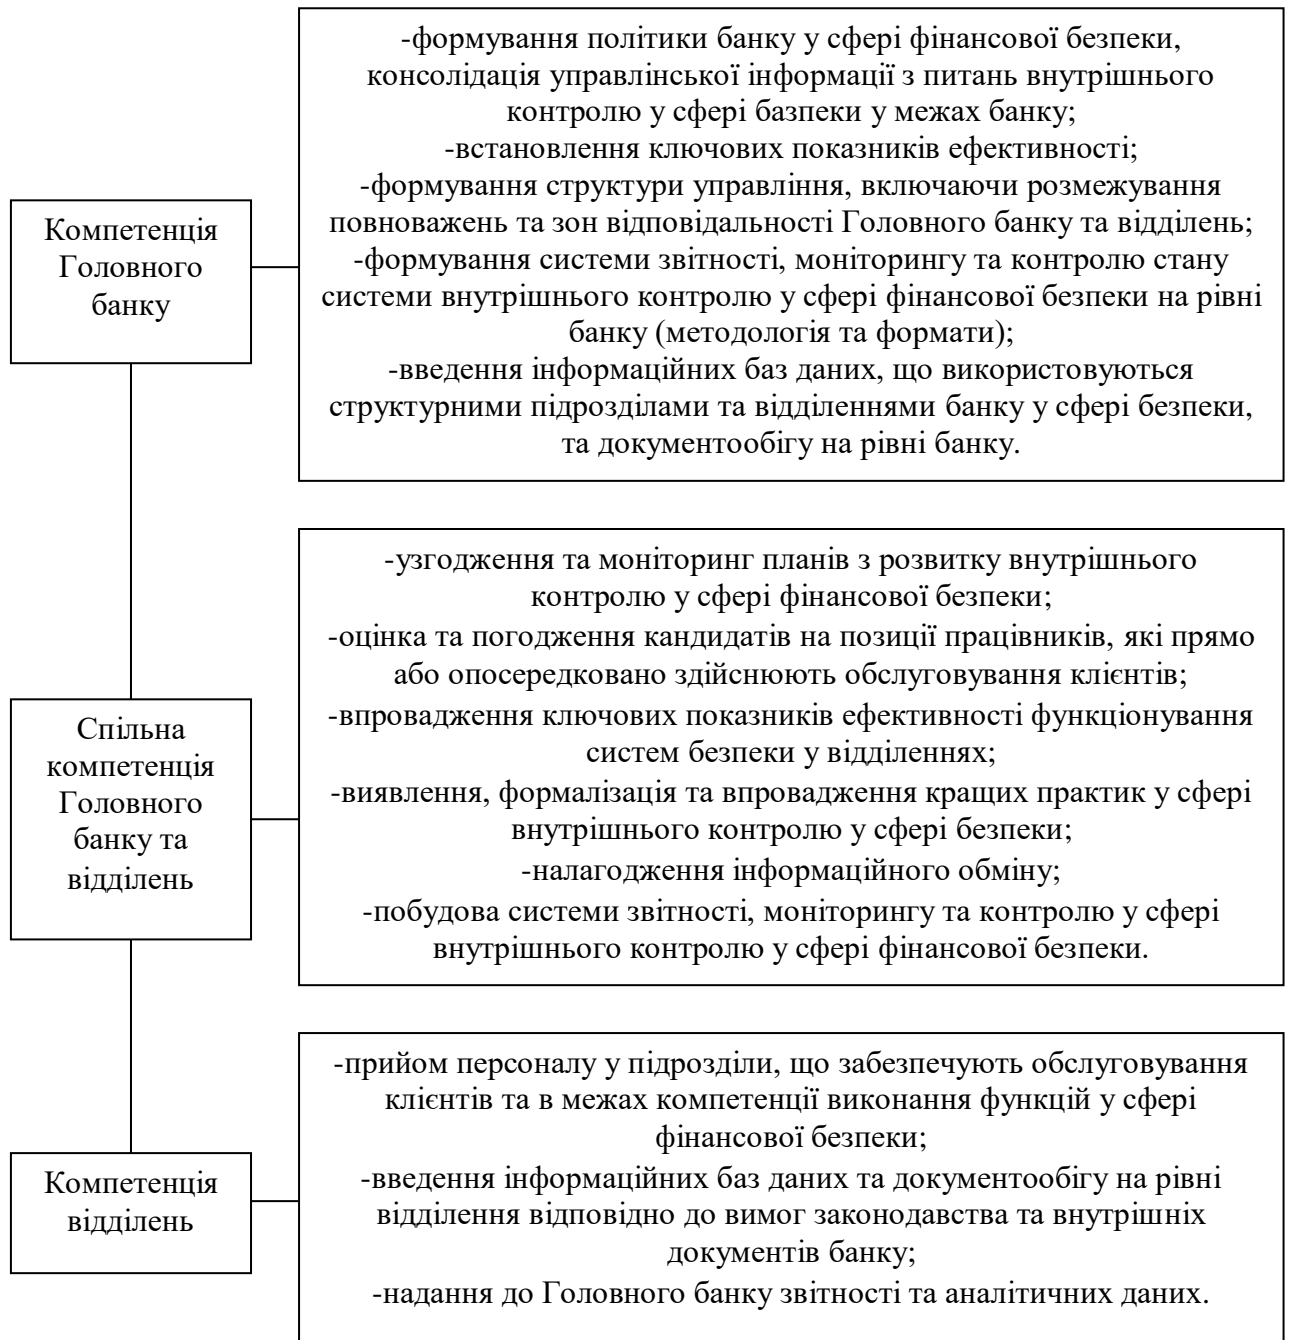 -формування політики банку у сфері фінансової безпеки,
консолідація управлінської інформації з питань внутрішнього
контролю у сфері базпеки у межах банку;
-встановлення ключових показників ефективності;
-формування структури управління, включаючи розмежування
повноважень та зон відповідальності Головного банку та відділень;
-формування системи звітності, моніторингу та контролю стану
системи внутрішнього контролю у сфері фінансової безпеки на рівні
банку (методологія та формати);
-введення інформаційних баз даних, що використовуються
структурними підрозділами та відділеннями банку у сфері безпеки,
та документообігу на рівні банку.
Компетенція
Головного
банку
-узгодження та моніторинг планів з розвитку внутрішнього
контролю у сфері фінансової безпеки;
-оцінка та погодження кандидатів на позиції працівників, які прямо
або опосередковано здійснюють обслуговування клієнтів;
-впровадження ключових показників ефективності функціонування
систем безпеки у відділеннях;
-виявлення, формалізація та впровадження кращих практик у сфері
внутрішнього контролю у сфері безпеки;
-налагодження інформаційного обміну;
-побудова системи звітності, моніторингу та контролю у сфері
внутрішнього контролю у сфері фінансової безпеки.
Спільна
компетенція
Головного
банку та
відділень
-прийом персоналу у підрозділи, що забезпечують обслуговування
клієнтів та в межах компетенції виконання функцій у сфері
фінансової безпеки;
-введення інформаційних баз даних та документообігу на рівні
відділення відповідно до вимог законодавства та внутрішніх
документів банку;
-надання до Головного банку звітності та аналітичних даних.
Компетенція
відділень